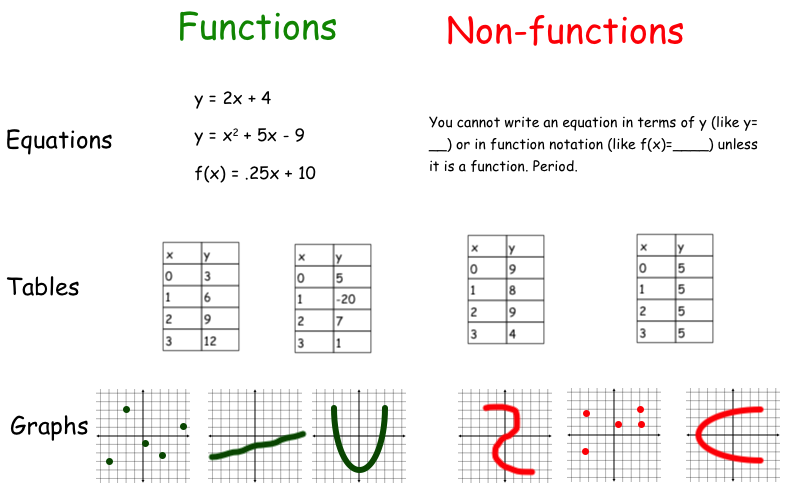 Functions
Non-functions
Equations
y = 2x + 4
y = x² + 5x - 9
f(x) = .25x + 10
You cannot write an equation in terms of y (like y=
__) or in function notation (like f(x)=____) unless
it is a function. Period.
Tables
x y
0 3
1 6
2 9
3 12
x y
0 5
1 -20
2 7
3 1
x y
0 9
1 8
2 9
3 4
x y
0 5
1 5
2 5
3 5
Graphs